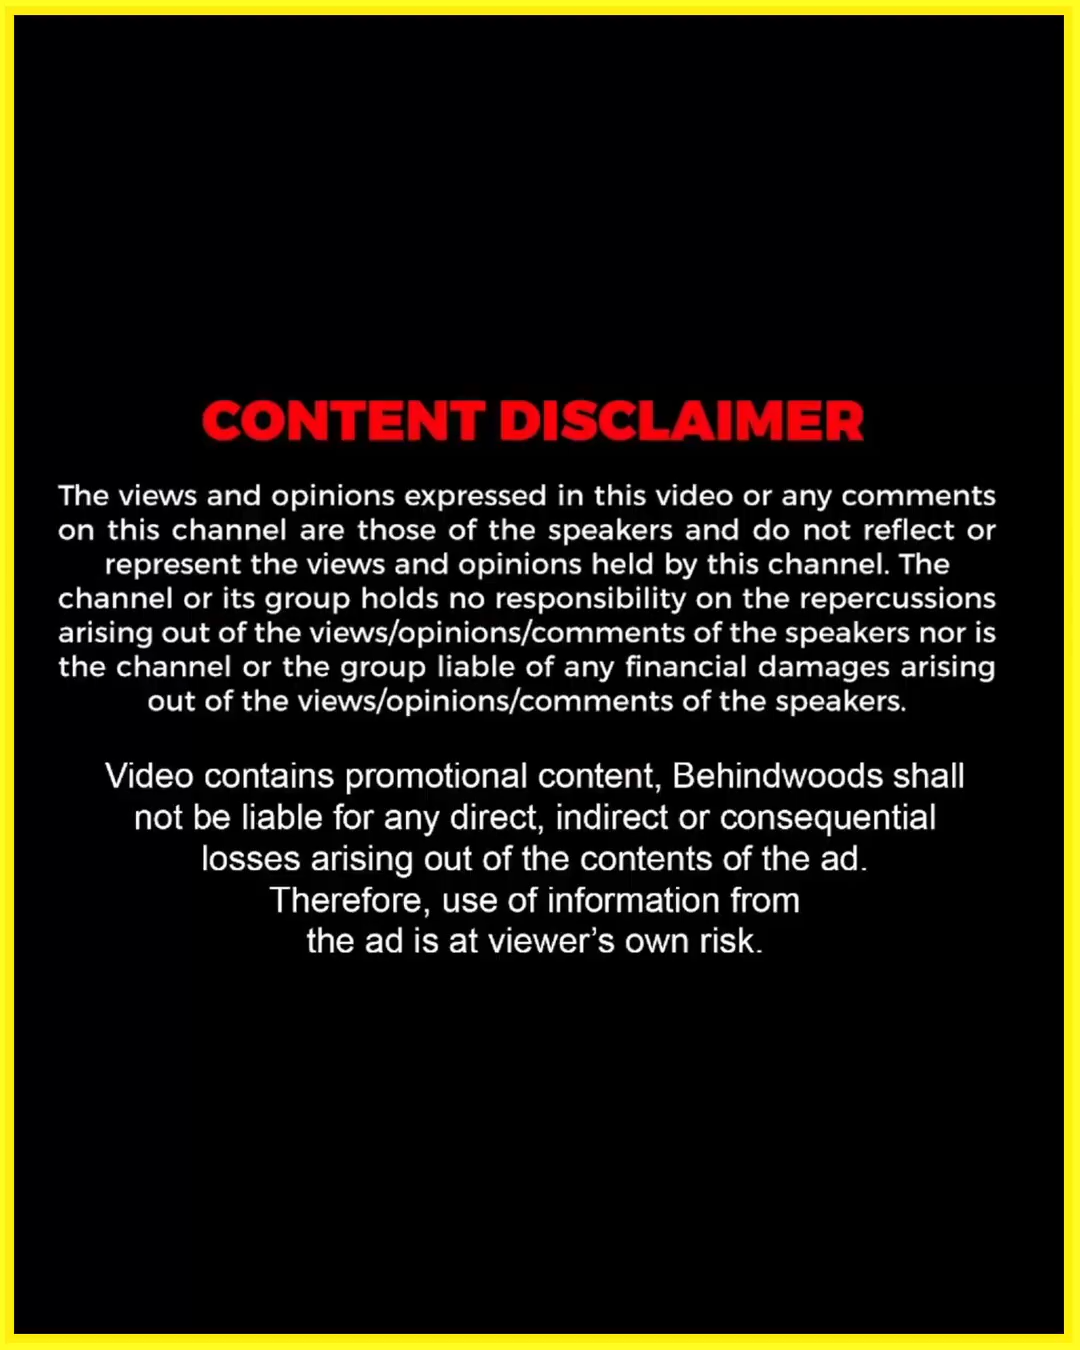 CONTENT DISCLAIMER
The views and opinions expressed in this video or any comments
on this channel are those of the speakers and do not reflect or
represent the views and opinions held by this channel. The
channel or its group holds no responsibility on the repercussions
arising out of the views/opinions/comments of the speakers nor is
the channel or the group liable of any financial damages arising
out of the views/opinions/comments of the speakers.
Video contains promotional content, Behindwoods shall
not be liable for any direct, indirect or consequential
losses arising out of the contents of the ad.
Therefore, use of information from
the ad is at viewer’s own risk.